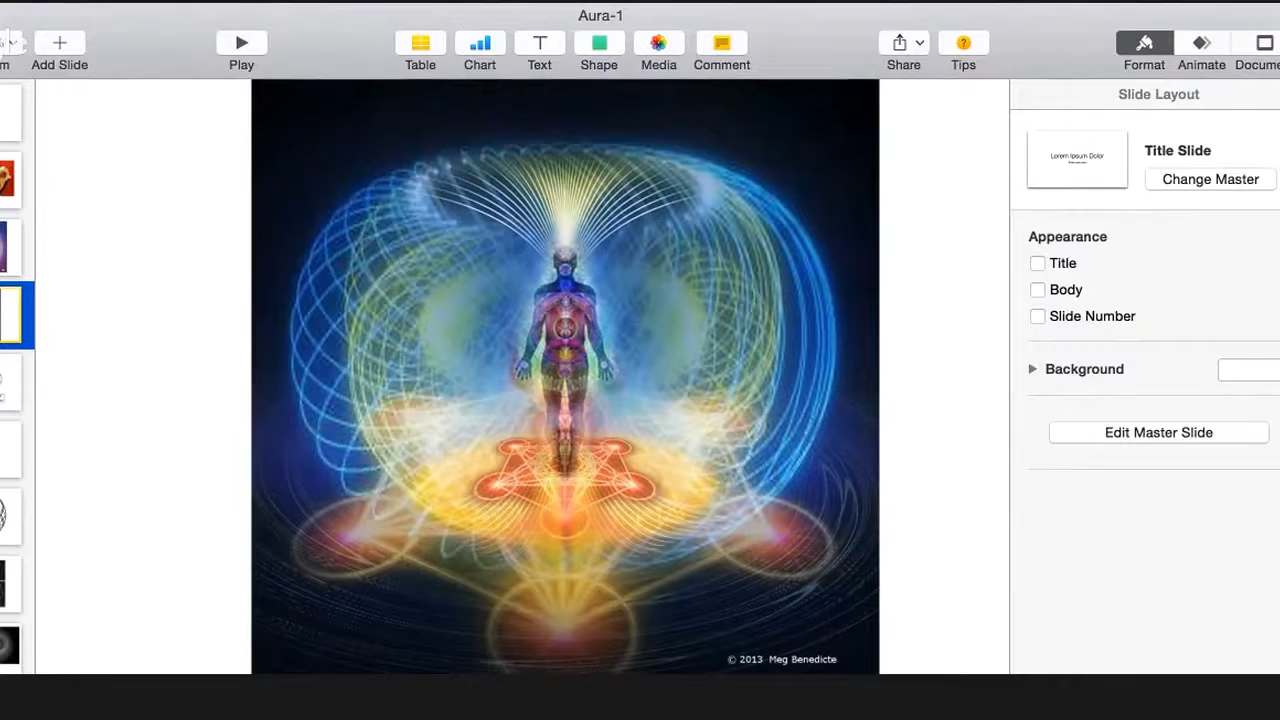 Aura-1
Add Slide
Play
Table
Chart
Text
Shape
Media
Comment
Share
Tips
Format
Animate
Slide Layout
Lorem Ipsum Dolor
Title Slide
Change Master
Appearance
Title
Body
Slide Number
Background
Edit Master Slide
© 2013 Meg Benedicte